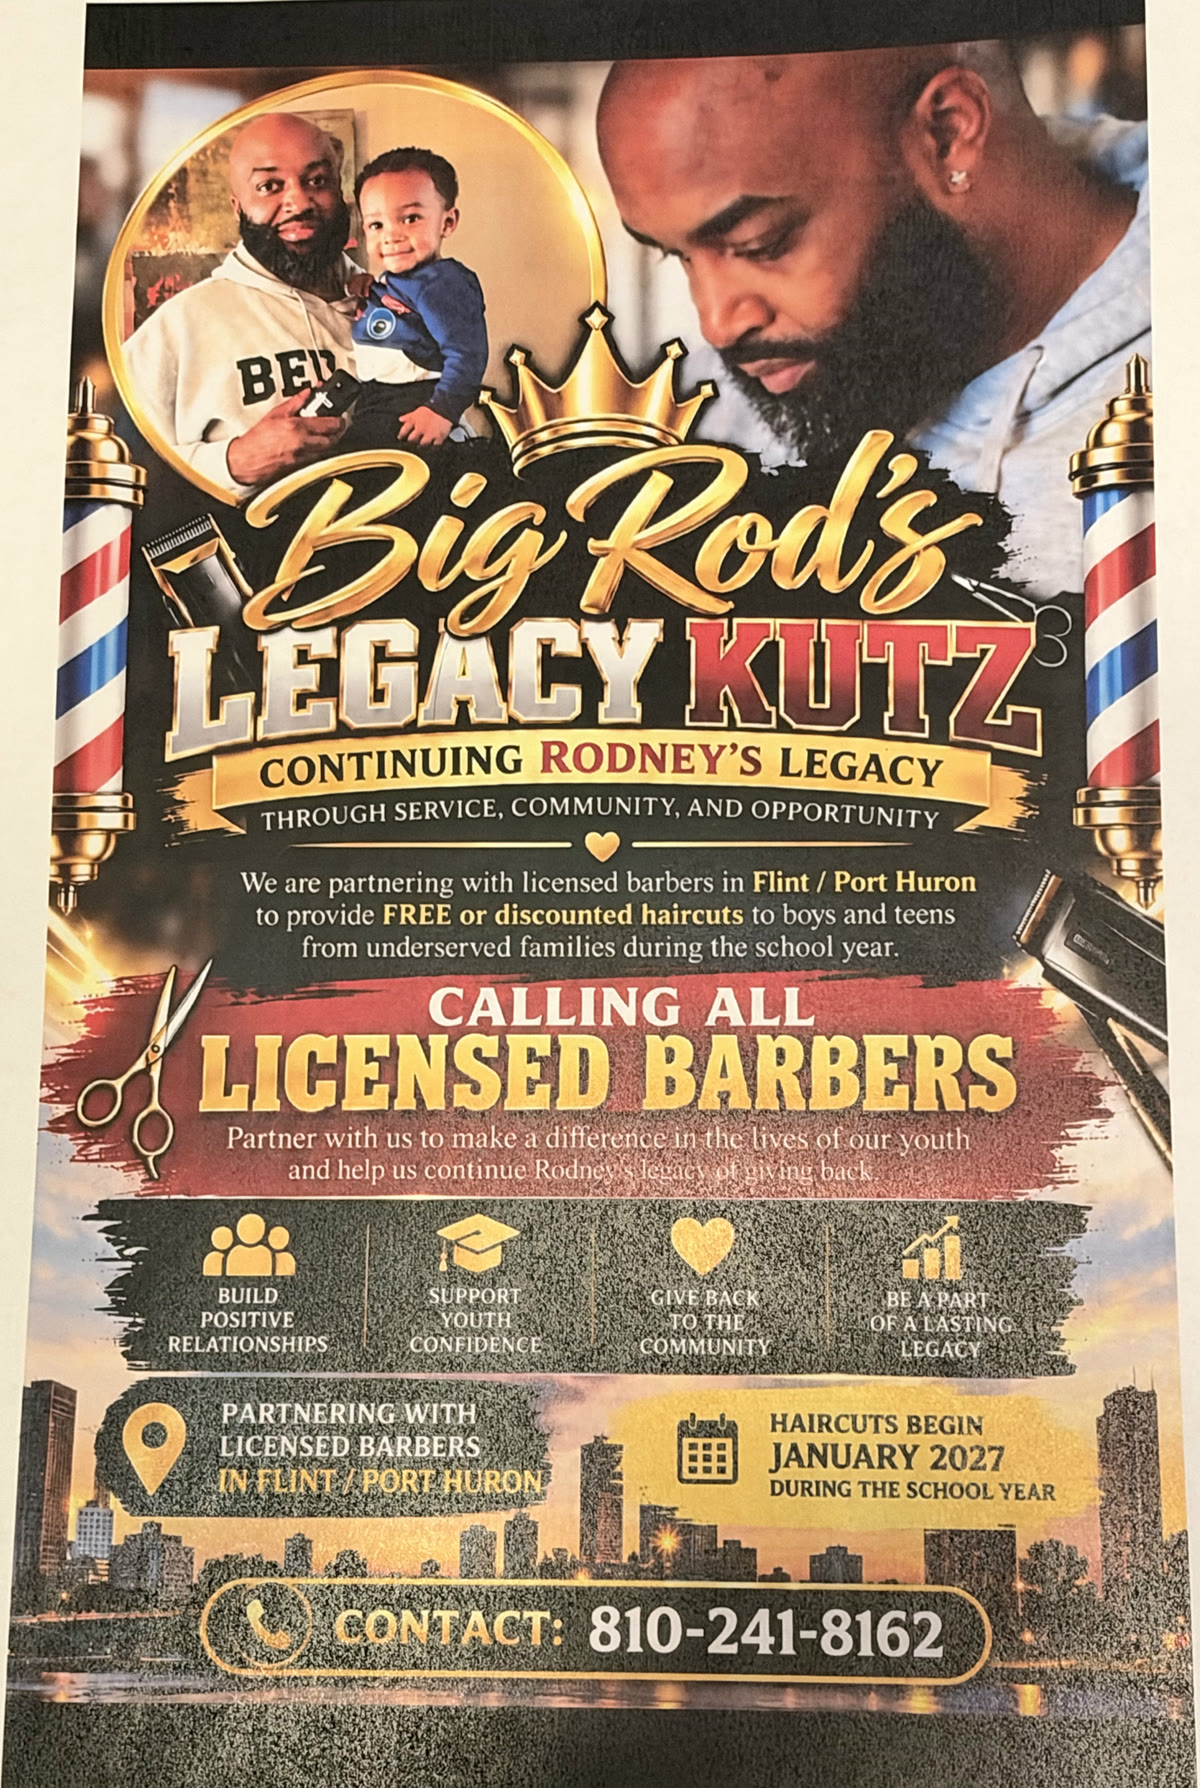 BED
Big Rod's
LEGACY KUTZ
CONTINUING RODNEY'S LEGACY
THROUGH SERVICE, COMMUNITY, AND OPPORTUNITY
We are partnering with licensed barbers in Flint / Port Huron
to provide FREE or discounted haircuts to boys and teens
from underserved families during the school year.
CALLING ALL
LICENSED BARBERS
Partner with us to make a difference in the lives of our youth
and help us continue Rodney's legacy of giving back.
BUILD
POSITIVE
RELATIONSHIPS
SUPPORT
YOUTH
CONFIDENCE
GIVE BACK
TO THE
COMMUNITY
BE A PART
OF A LASTING
LEGACY
PARTNERING WITH
LICENSED BARBERS
IN FLINT / PORT HURON
HAIRCUTS BEGIN
JANUARY 2027
DURING THE SCHOOL YEAR
CONTACT: 810-241-8162